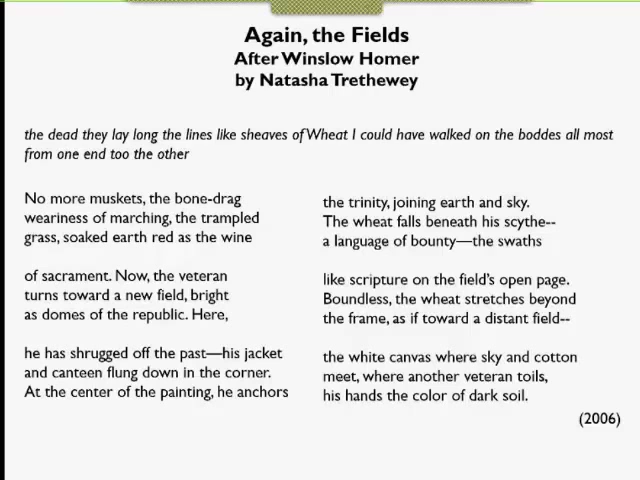 Again, the Fields
After Winslow Homer
by Natasha Trethewey
the dead they lay long the lines like sheaves of Wheat I could have walked on the boddes all most
from one end too the other
No more muskets, the bone-drag
weariness of marching, the trampled
grass, soaked earth red as the wine
of sacrament. Now, the veteran
turns toward a new field, bright
as domes of the republic. Here,
he has shrugged off the past—his jacket
and canteen flung down in the corner.
At the center of the painting, he anchors
the trinity, joining earth and sky.
The wheat falls beneath his scythe--
a language of bounty—the swaths
like scripture on the field's open page.
Boundless, the wheat stretches beyond
the frame, as if toward a distant field--
the white canvas where sky and cotton
meet, where another veteran toils,
his hands the color of dark soil.
(2006)